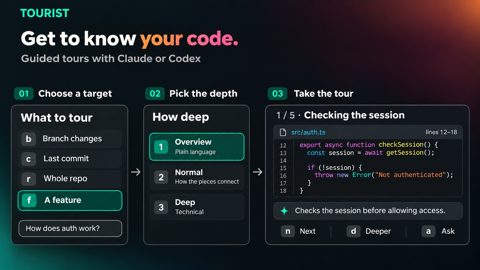 TOURIST
Get to know your code.
Guided tours with Claude or Codex
01 Choose a target
What to tour
b Branch changes
c Last commit
r Whole repo
f A feature
How does auth work?
02 Pick the depth
How deep
1 Overview
Plain language
2 Normal
How the pieces connect
3 Deep
Technical
03 Take the tour
1 / 5 · Checking the session
src/auth.ts lines 12–18
12 export async function checkSession() {
13 const session = await getSession();
14
15 if (!session) {
16 throw new Error("Not authenticated");
17 }
18 }
Checks the session before allowing access.
n Next d Deeper a Ask